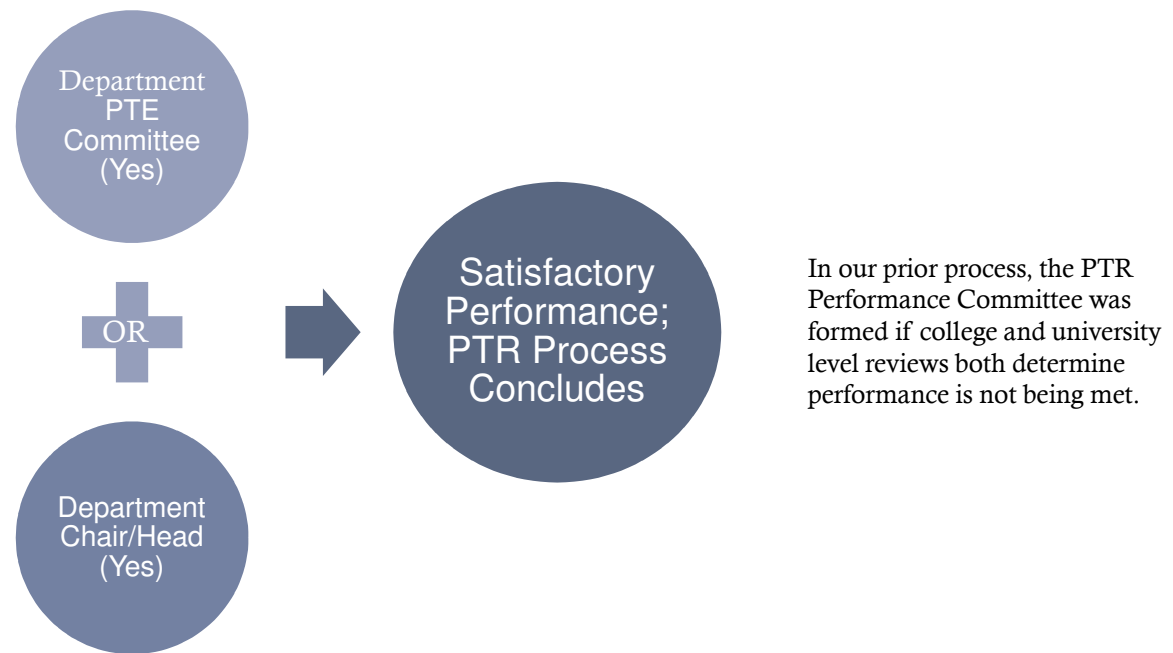 Department
PTE
Committee
(Yes)
OR
Department
Chair/Head
(Yes)
Satisfactory
Performance;
PTR Process
Concludes
In our prior process, the PTR
Performance Committee was
formed if college and university
level reviews both determine
performance is not being met.